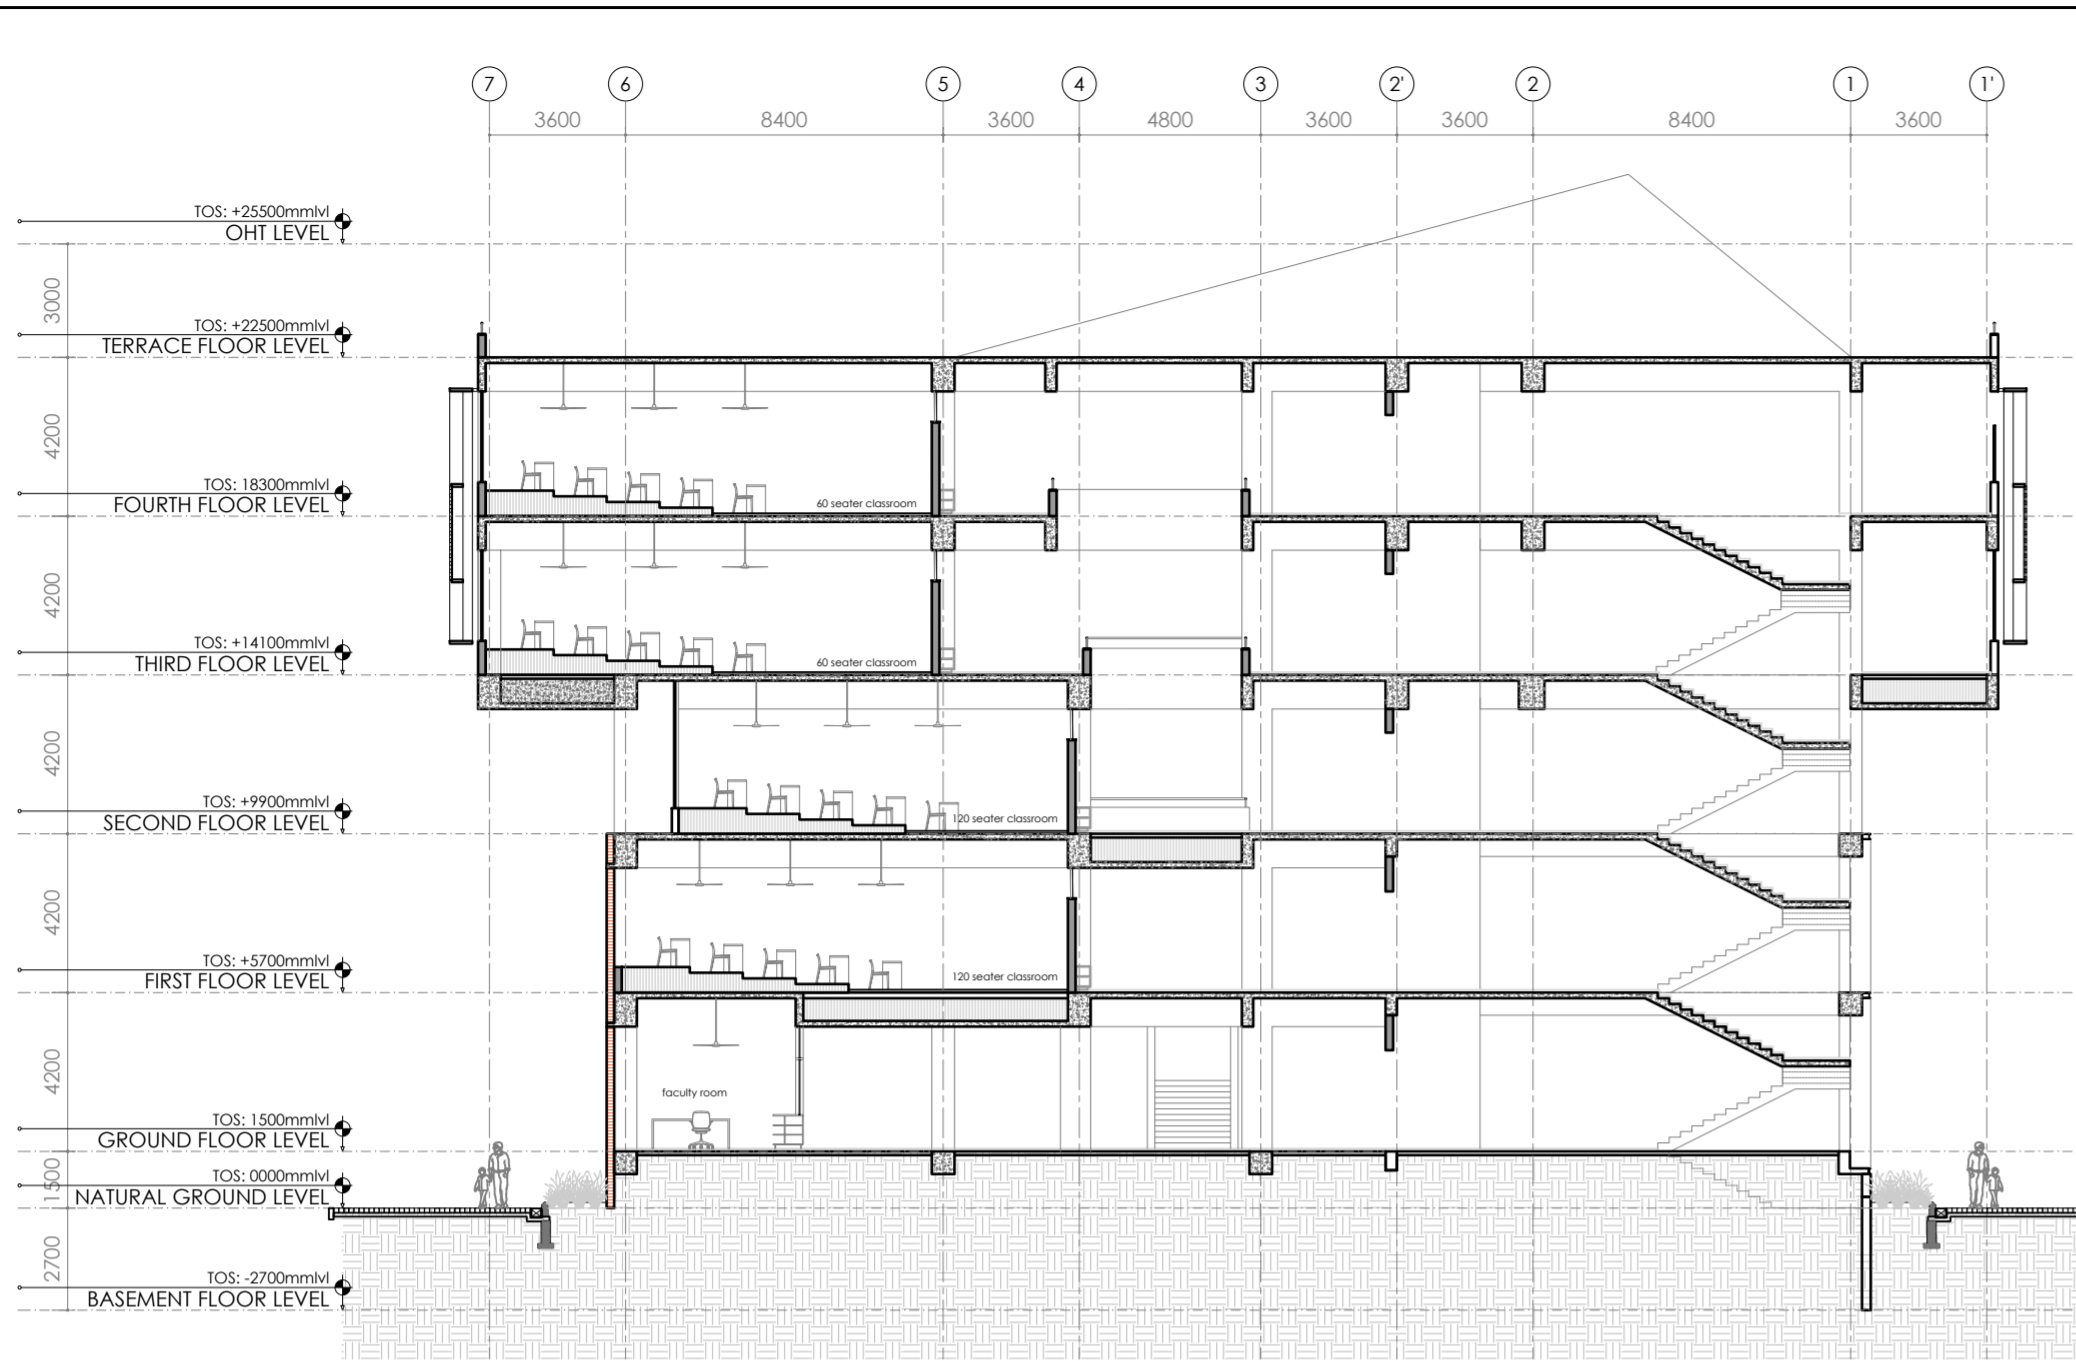 7 6 5 4 3 2' 2 1 1'
3600 8400 3600 4800 3600 3600 8400 3600
TOS: +25500mmlvl
OHT LEVEL
3000
TOS: +22500mmlvl
TERRACE FLOOR LEVEL
4200
TOS: 18300mmlvl
FOURTH FLOOR LEVEL
60 seater classroom
4200
TOS: +14100mmlvl
THIRD FLOOR LEVEL
60 seater classroom
4200
TOS: +9900mmlvl
SECOND FLOOR LEVEL
120 seater classroom
4200
TOS: +5700mmlvl
FIRST FLOOR LEVEL
120 seater classroom
4200
faculty room
TOS: 1500mmlvl
GROUND FLOOR LEVEL
1500
TOS: 0000mmlvl
NATURAL GROUND LEVEL
2700
TOS: -2700mmlvl
BASEMENT FLOOR LEVEL